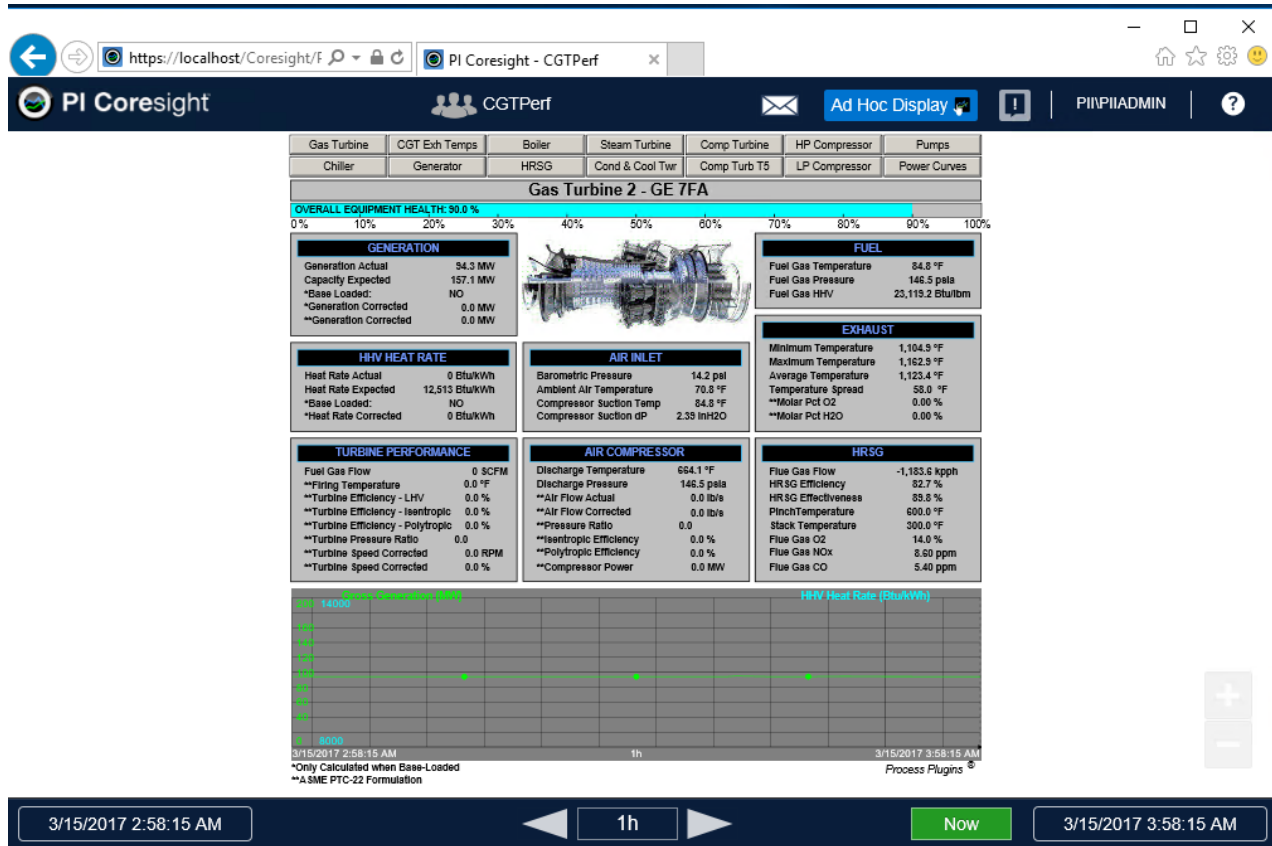 https://localhost/Coresight/F
PI Coresight - CGTPerf
PI Coresight
CGTPerf
Ad Hoc Display
PII\PIIADMIN
?
Gas Turbine CGT Exh Temps Boiler Steam Turbine Comp Turbine HP Compressor Pumps
Chiller Generator HRSG Cond & Cool Twr Comp Turb T5 LP Compressor Power Curves
Gas Turbine 2 - GE 7FA
OVERALL EQUIPMENT HEALTH: 90.0 %
0% 10% 20% 30% 40% 50% 60% 70% 80% 90% 100%
GENERATION
Generation Actual 94.3 MW
Capacity Expected 157.1 MW
*Base Loaded: NO
*Generation Corrected 0.0 MW
**Generation Corrected 0.0 MW
FUEL
Fuel Gas Temperature 84.8 °F
Fuel Gas Pressure 146.5 psia
Fuel Gas HHV 23,119.2 Btu/lbm
HHV HEAT RATE
Heat Rate Actual 0 Btu/kWh
Heat Rate Expected 12,513 Btu/kWh
*Base Loaded: NO
*Heat Rate Corrected 0 Btu/kWh
AIR INLET
Barometric Pressure 14.2 psi
Ambient Air Temperature 70.8 °F
Compressor Suction Temp 84.8 °F
Compressor Suction dP 2.39 InH2O
EXHAUST
Minimum Temperature 1,104.9 °F
Maximum Temperature 1,162.9 °F
Average Temperature 1,123.4 °F
Temperature Spread 58.0 °F
**Molar Pct O2 0.00 %
**Molar Pct H2O 0.00 %
TURBINE PERFORMANCE
Fuel Gas Flow 0 SCFM
**Firing Temperature 0.0 °F
**Turbine Efficiency - LHV 0.0 %
**Turbine Efficiency - Isentropic 0.0 %
**Turbine Efficiency - Polytropic 0.0 %
**Turbine Pressure Ratio 0.0
**Turbine Speed Corrected 0.0 RPM
**Turbine Speed Corrected 0.0 %
AIR COMPRESSOR
Discharge Temperature 664.1 °F
Discharge Pressure 146.5 psia
**Air Flow Actual 0.0 lb/s
**Air Flow Corrected 0.0 lb/s
**Pressure Ratio 0.0
**Isentropic Efficiency 0.0 %
**Polytropic Efficiency 0.0 %
**Compressor Power 0.0 MW
HRSG
Flue Gas Flow -1,183.6 kpph
HRSG Efficiency 82.7 %
HRSG Effectiveness 89.8 %
PinchTemperature 600.0 °F
Stack Temperature 300.0 °F
Flue Gas O2 14.0 %
Flue Gas NOx 8.60 ppm
Flue Gas CO 5.40 ppm
Gross Generation (MW) HHV Heat Rate (Btu/kWh)
200 14000
160
140
120
100
80
60
40
0 8000
3/15/2017 2:58:15 AM 1h 3/15/2017 3:58:15 AM
*Only Calculated when Base-Loaded
**ASME PTC-22 Formulation
Process Plugins ©
3/15/2017 2:58:15 AM 1h Now 3/15/2017 3:58:15 AM